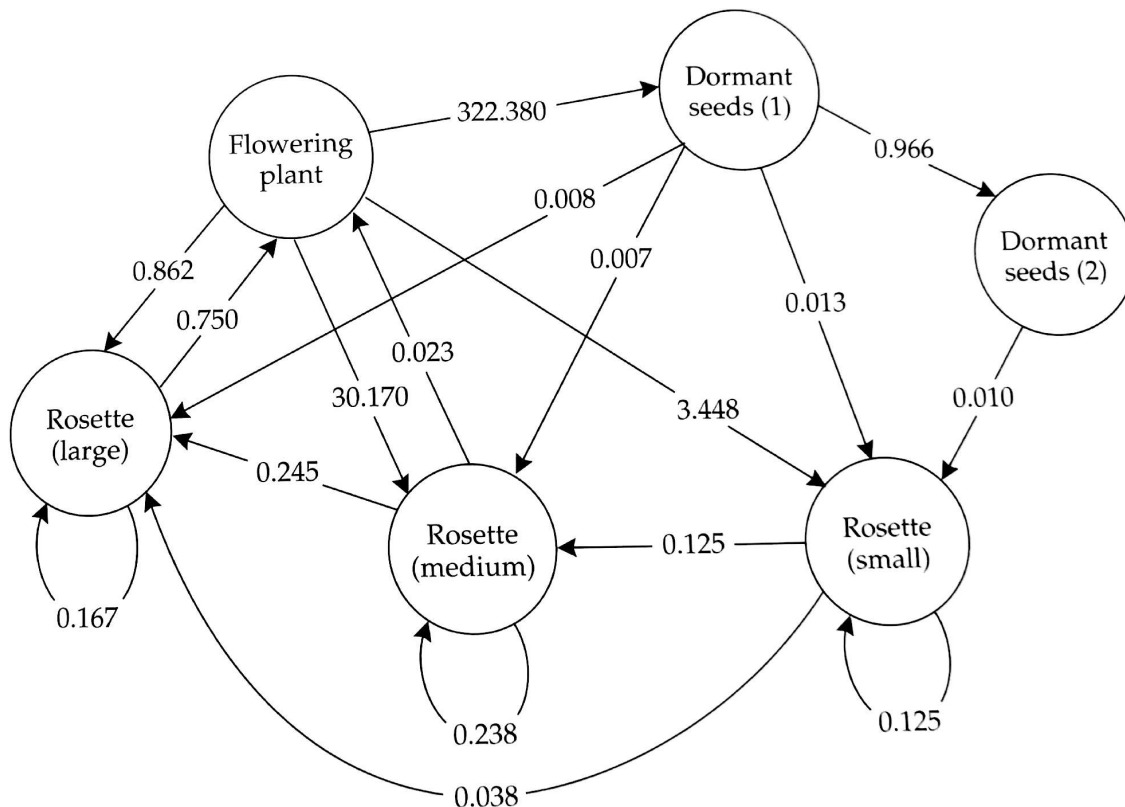 Dormant
seeds (1)
322.380
Flowering
plant
0.966
0.008
Dormant
seeds (2)
0.007
0.862
0.013
0.750
0.023
30.170
3.448
0.010
Rosette
(large)
0.245
Rosette
(medium)
0.125
Rosette
(small)
0.167
0.238
0.125
0.038